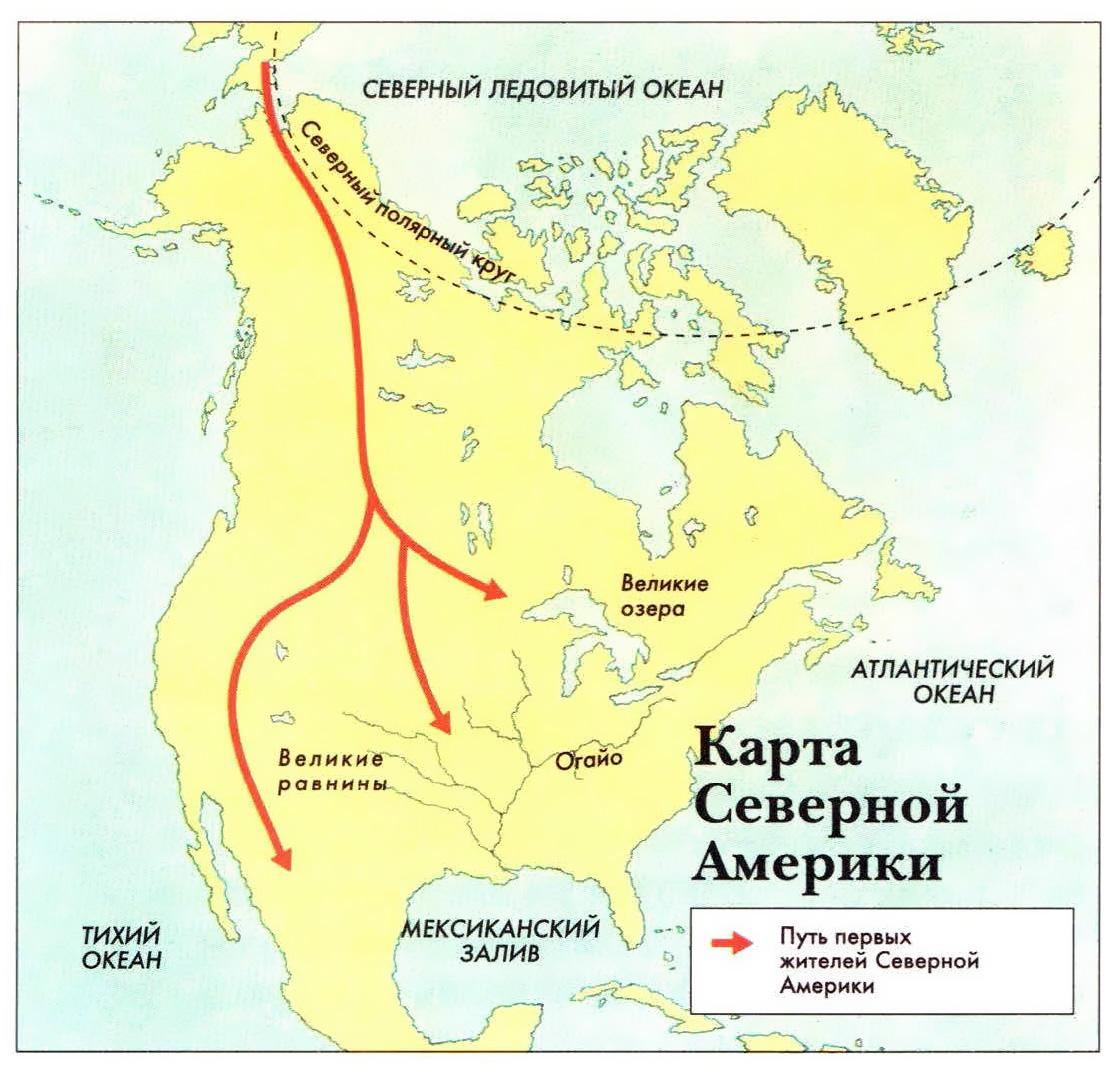 СЕВЕРНЫЙ ЛЕДОВИТЫЙ ОКЕАН
Северный полярный круг
Великие
озера
АТЛАНТИЧЕСКИЙ
ОКЕАН
Великие
равнины
Огайо
Карта
Северной
Америки
ТИХИЙ
ОКЕАН
МЕКСИКАНСКИЙ
ЗАЛИВ
Путь первых
жителей Северной
Америки